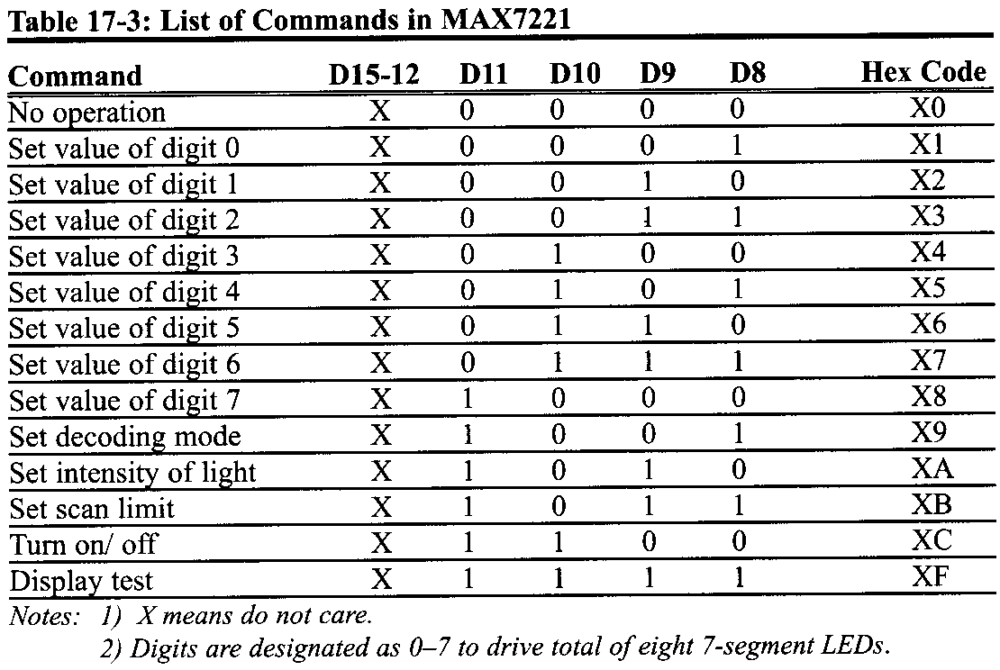 Table 17-3: List of Commands in MAX7221
Command D15-12 D11 D10 D9 D8 Hex Code
No operation X 0 0 0 0 X0
Set value of digit 0 X 0 0 0 1 X1
Set value of digit 1 X 0 0 1 0 X2
Set value of digit 2 X 0 0 1 1 X3
Set value of digit 3 X 0 1 0 0 X4
Set value of digit 4 X 0 1 0 1 X5
Set value of digit 5 X 0 1 1 0 X6
Set value of digit 6 X 0 1 1 1 X7
Set value of digit 7 X 1 0 0 0 X8
Set decoding mode X 1 0 0 1 X9
Set intensity of light X 1 0 1 0 XA
Set scan limit X 1 0 1 1 XB
Turn on/ off X 1 1 0 0 XC
Display test X 1 1 1 1 XF
Notes: 1) X means do not care.
2) Digits are designated as 0–7 to drive total of eight 7-segment LEDs.